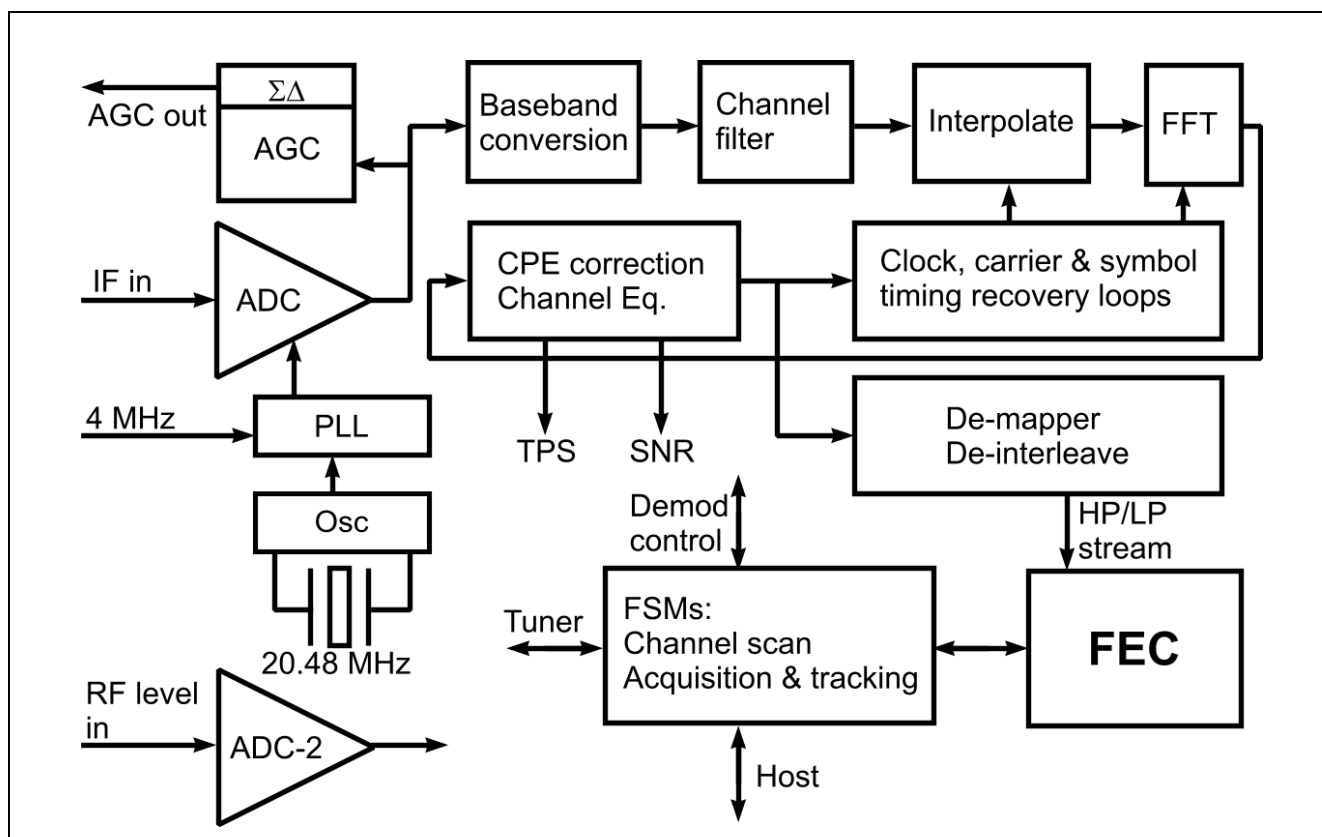 ΣΔ
AGC out
AGC
Baseband
conversion
Channel
filter
Interpolate
FFT
IF in
ADC
CPE correction
Channel Eq.
Clock, carrier & symbol
timing recovery loops
4 MHz
PLL
TPS
SNR
De-mapper
De-interleave
Osc
20.48 MHz
Demod
control
HP/LP
stream
Tuner
FSMs:
Channel scan
Acquisition & tracking
FEC
RF level
in
ADC-2
Host